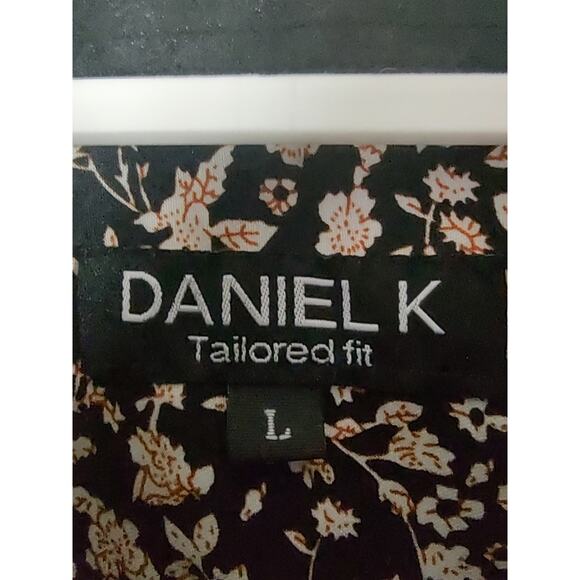 DANIEL K
Tailored fit
L